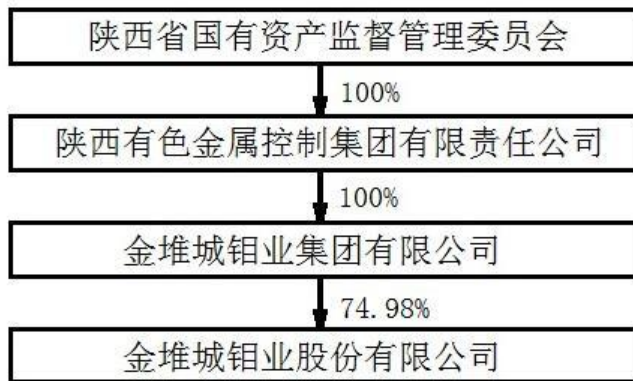 陕西省国有资产监督管理委员会
100%
陕西有色金属控制集团有限责任公司
100%
金堆城钼业集团有限公司
74.98%
金堆城钼业股份有限公司